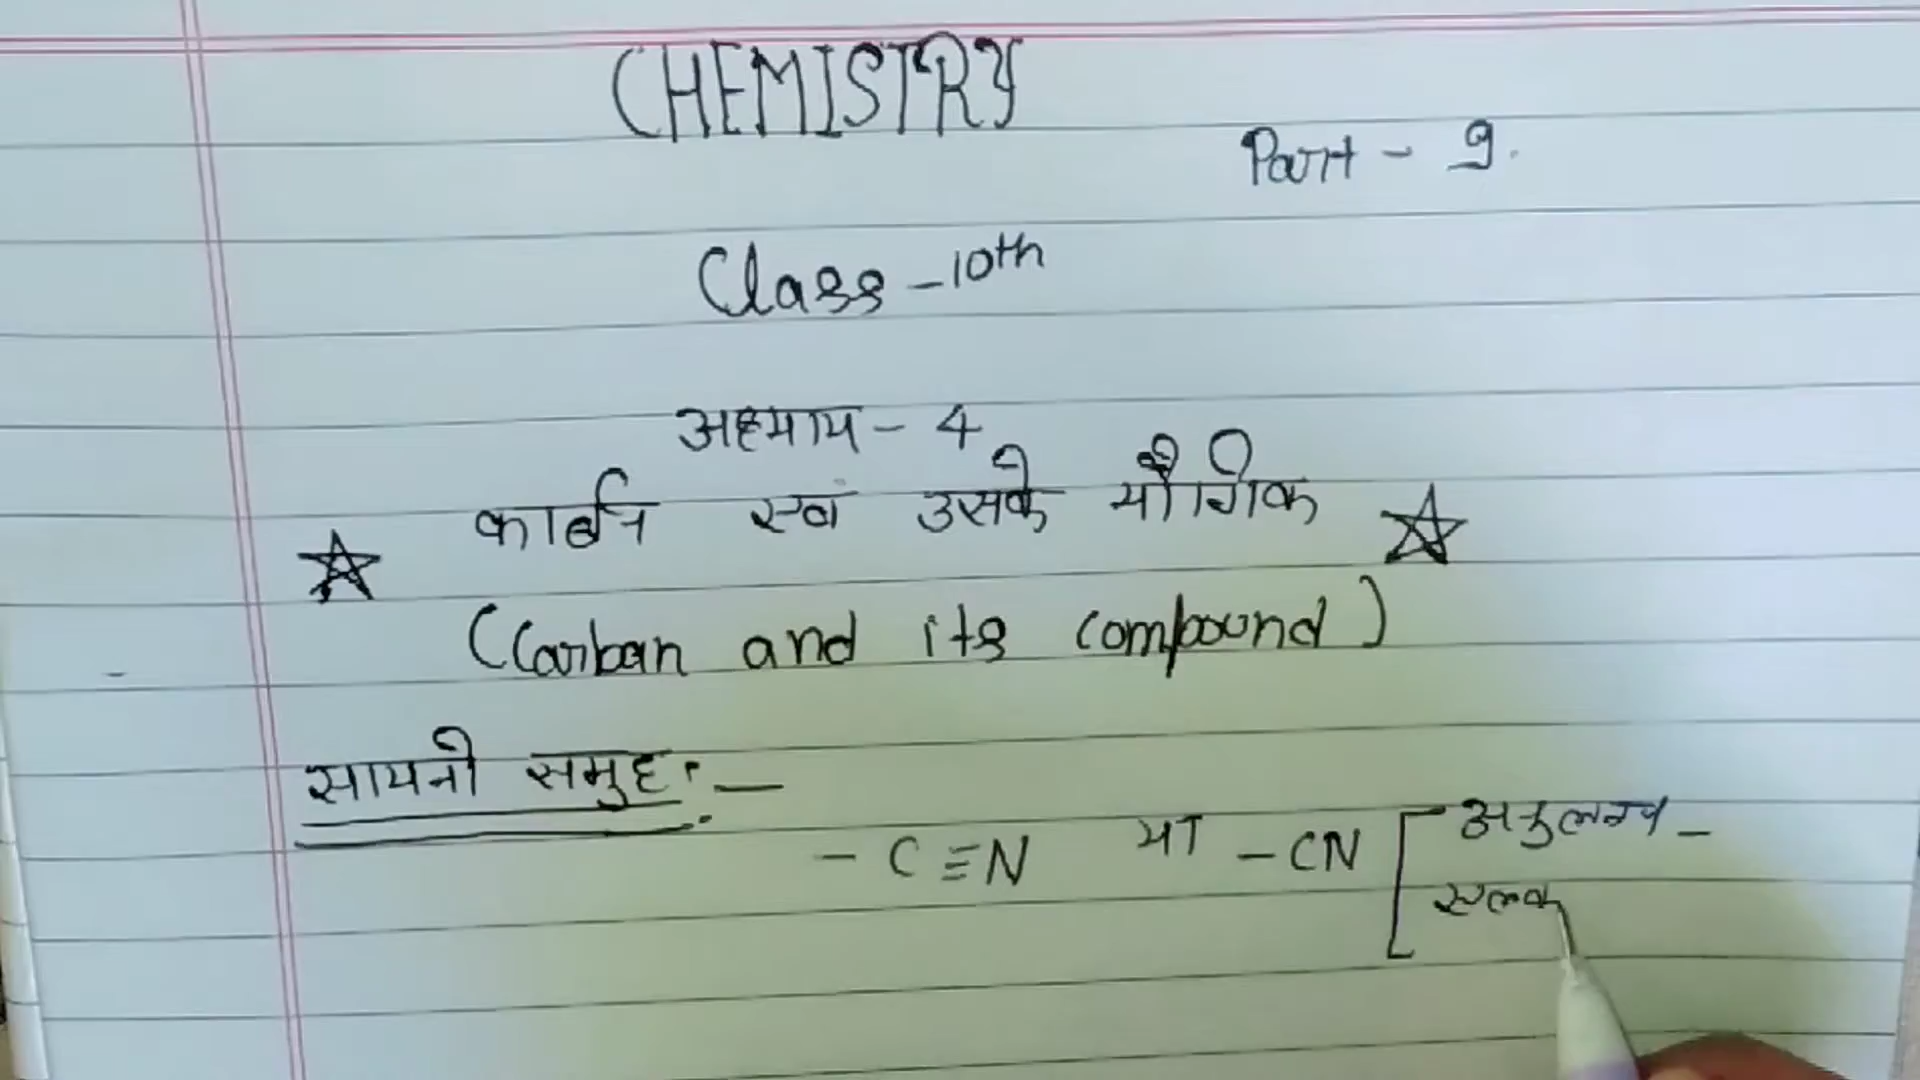 CHEMISTRY
Part - 9.
Class - 10th
अध्याय - 4
कार्बन एवं उसके यौगिक
(Carban and its compound)
सायनो समुह :-
- C≡N या - CN [ अनुलग्न -
एल्क